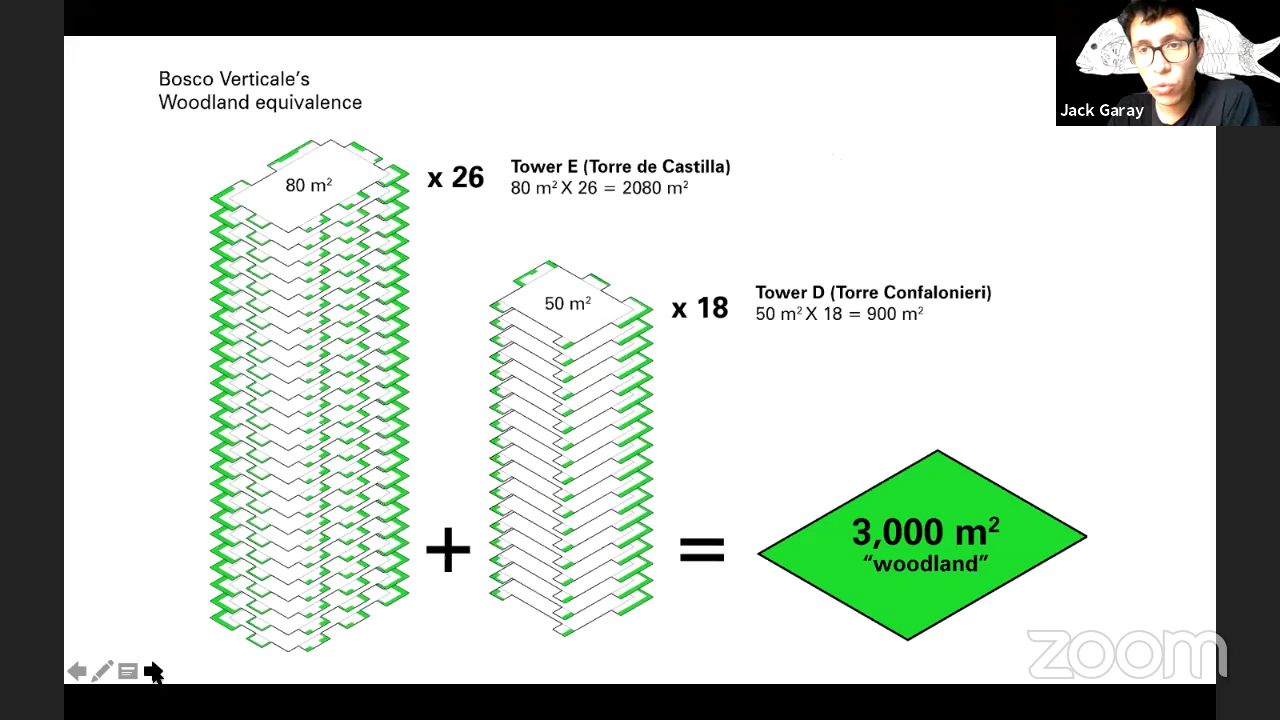 Bosco Verticale's
Woodland equivalence
Jack Garay
80 m²
x 26
Tower E (Torre de Castilla)
80 m² X 26 = 2080 m²
50 m²
x 18
Tower D (Torre Confalonieri)
50 m² X 18 = 900 m²
+
=
3,000 m²
“woodland”
zoom